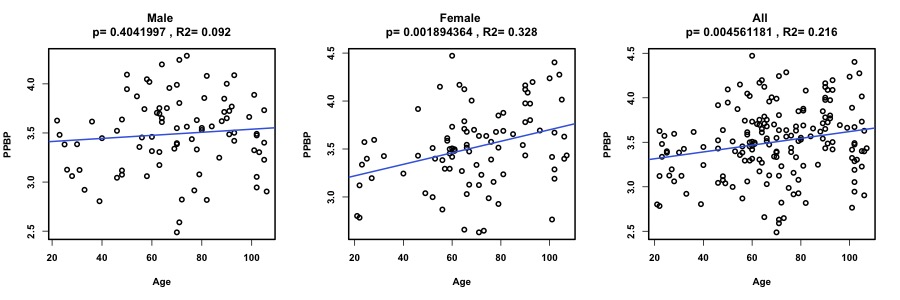 Male
p= 0.4041997 , R2= 0.092
PPBP
4.0
3.5
3.0
2.5
20 40 60 80 100
Age
Female
p= 0.001894364 , R2= 0.328
PPBP
4.5
4.0
3.5
3.0
20 40 60 80 100
Age
All
p= 0.004561181 , R2= 0.216
PPBP
4.5
4.0
3.5
3.0
2.5
20 40 60 80 100
Age